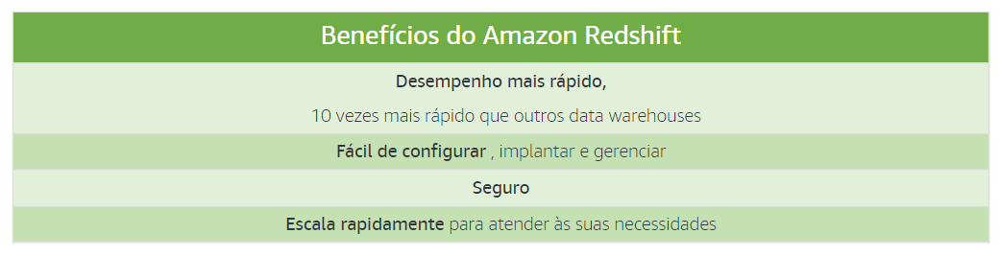 Benefícios do Amazon Redshift
Desempenho mais rápido,
10 vezes mais rápido que outros data warehouses
Fácil de configurar , implantar e gerenciar
Seguro
Escala rapidamente para atender às suas necessidades